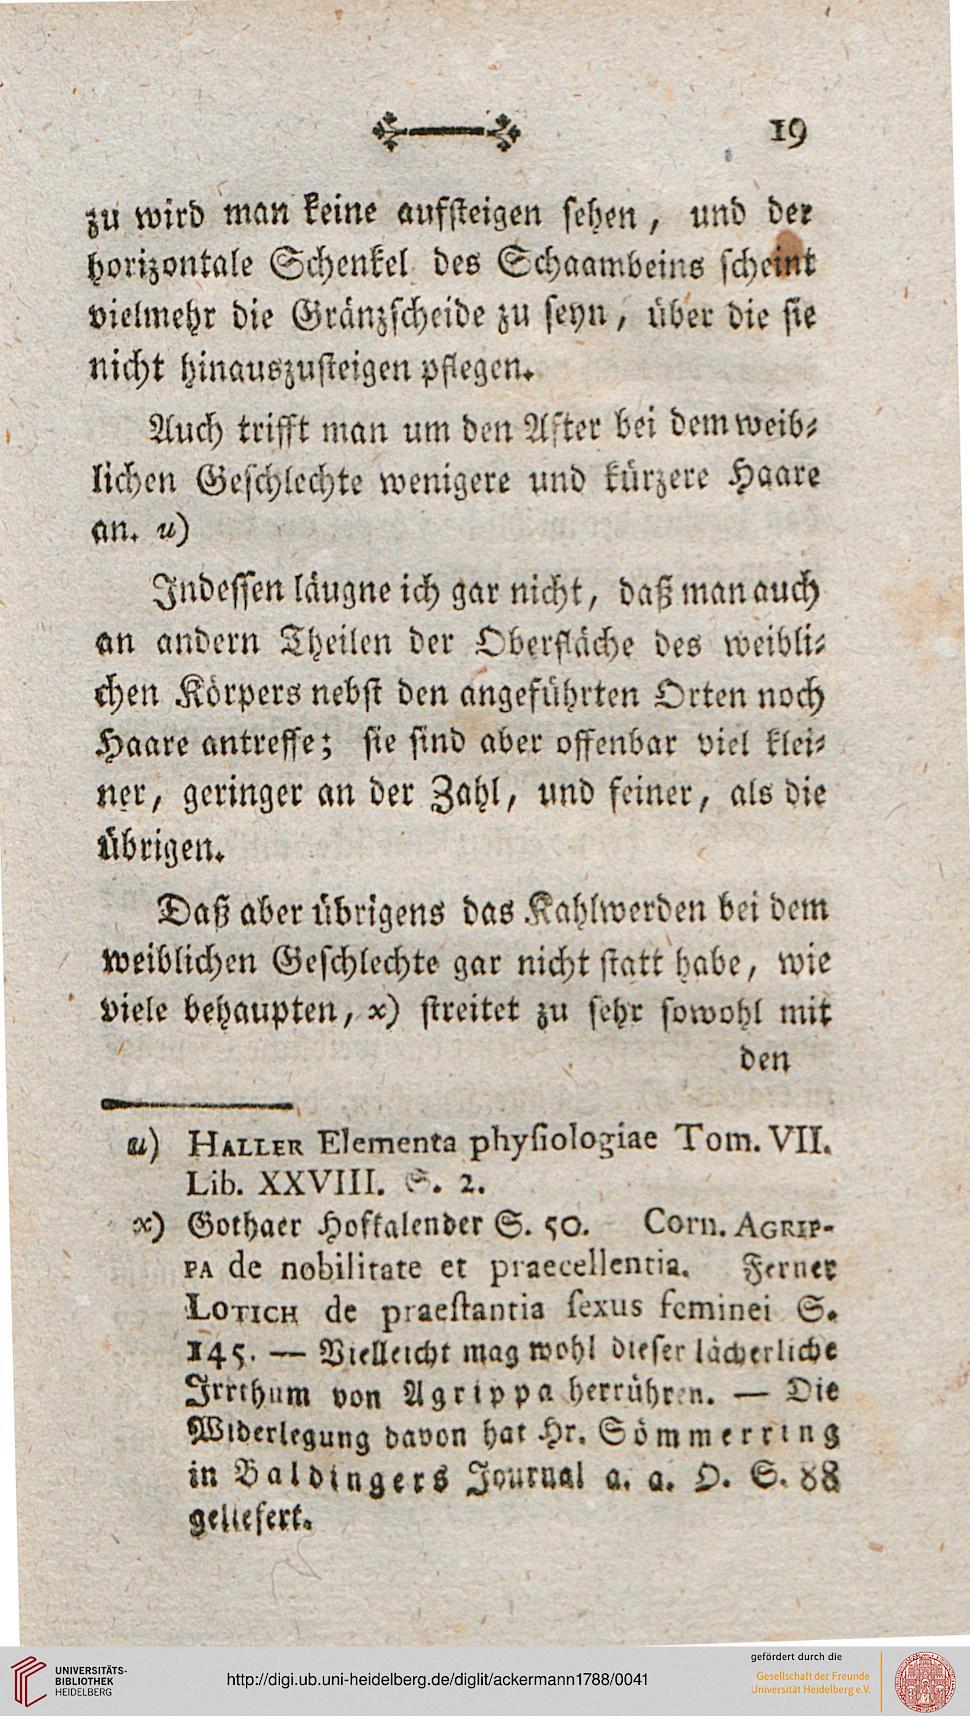 19
zu wird man keine aufsteigen sehen, und der
horizontale Schenkel des Schaambeins scheint
vielmehr die Gränzscheide zu seyn, über die sie
nicht hinauszusteigen pflegen.
Auch trifft man um den After bei dem weib-
lichen Geschlechte wenigere und kürzere Haare
an. u)
Indessen läugne ich gar nicht, daß man auch
an andern Theilen der Oberfläche des weibli-
chen Körpers nebst den angeführten Orten noch
Haare antreffe; sie sind aber offenbar viel klei-
ner, geringer an der Zahl, und feiner, als die
übrigen.
Daß aber übrigens das Kahlwerden bei dem
weiblichen Geschlechte gar nicht statt habe, wie
viele behaupten, x) streitet zu sehr sowohl mit
den
u) HALLER Elementa physiologiae Tom. VII.
Lib. XXVIII. S. 2.
x) Gothaer Hofkalender S. 50. Corn. AGRIP-
PA de nobilitate et praecellentia. Ferner
LOTICH de praestantia sexus feminei S.
145. — Vielleicht mag wohl dieser lächerliche
Irrthum von Agrippa herrühren. — Die
Widerlegung davon hat Hr. Sömmerring
in Baldingers Journal a. a. O. S. 88
geliefert.
UNIVERSITÄTS-
BIBLIOTHEK
HEIDELBERG
http://digi.ub.uni-heidelberg.de/diglit/ackermann1788/0041
gefördert durch die
Gesellschaft der Freunde
Universität Heidelberg e.V.